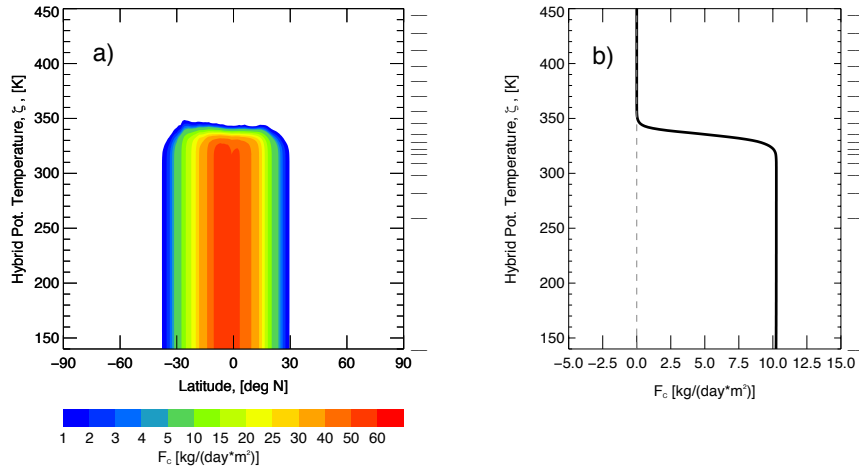 a)
Hybrid Pot. Temperature, ζ , [K]
450
400
350
300
250
200
150
−90 −60 −30 0 30 60 90
Latitude, [deg N]
1 2 3 4 5 10 15 20 25 30 40 50 60
F_c [kg/(day*m²)]
b)
Hybrid Pot. Temperature, ζ , [K]
450
400
350
300
250
200
150
−5.0 −2.5 0.0 2.5 5.0 7.5 10.0 12.5 15.0
F_c [kg/(day*m²)]